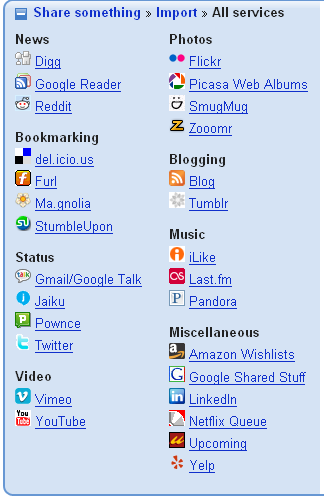 Share something » Import » All services
News
Digg
Google Reader
Reddit
Bookmarking
del.icio.us
Furl
Ma.gnolia
StumbleUpon
Status
Gmail/Google Talk
Jaiku
Pownce
Twitter
Video
Vimeo
YouTube
Photos
Flickr
Picasa Web Albums
SmugMug
Zooomr
Blogging
Blog
Tumblr
Music
iLike
Last.fm
Pandora
Miscellaneous
Amazon Wishlists
Google Shared Stuff
LinkedIn
Netflix Queue
Upcoming
Yelp